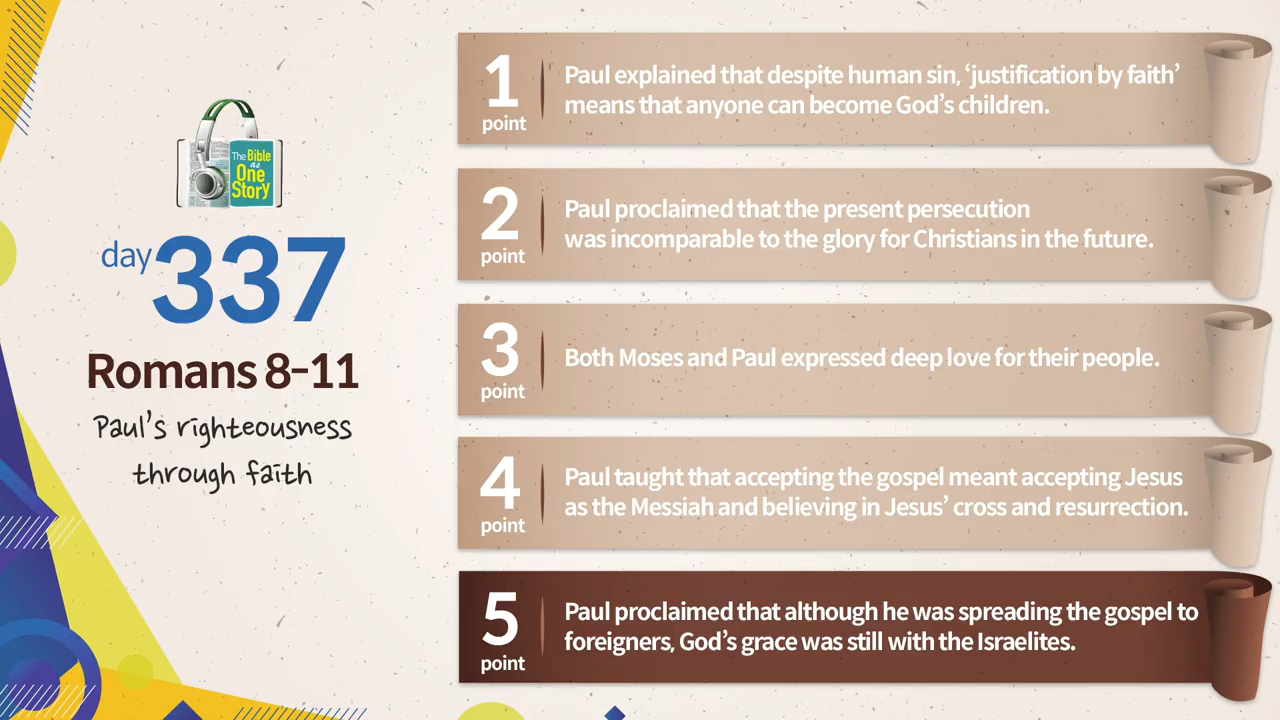 The Bible
as
One
Story
day 337
Romans 8-11
Paul's righteousness
through faith
1
point
Paul explained that despite human sin, ‘justification by faith’
means that anyone can become God’s children.
2
point
Paul proclaimed that the present persecution
was incomparable to the glory for Christians in the future.
3
point
Both Moses and Paul expressed deep love for their people.
4
point
Paul taught that accepting the gospel meant accepting Jesus
as the Messiah and believing in Jesus’ cross and resurrection.
5
point
Paul proclaimed that although he was spreading the gospel to
foreigners, God’s grace was still with the Israelites.